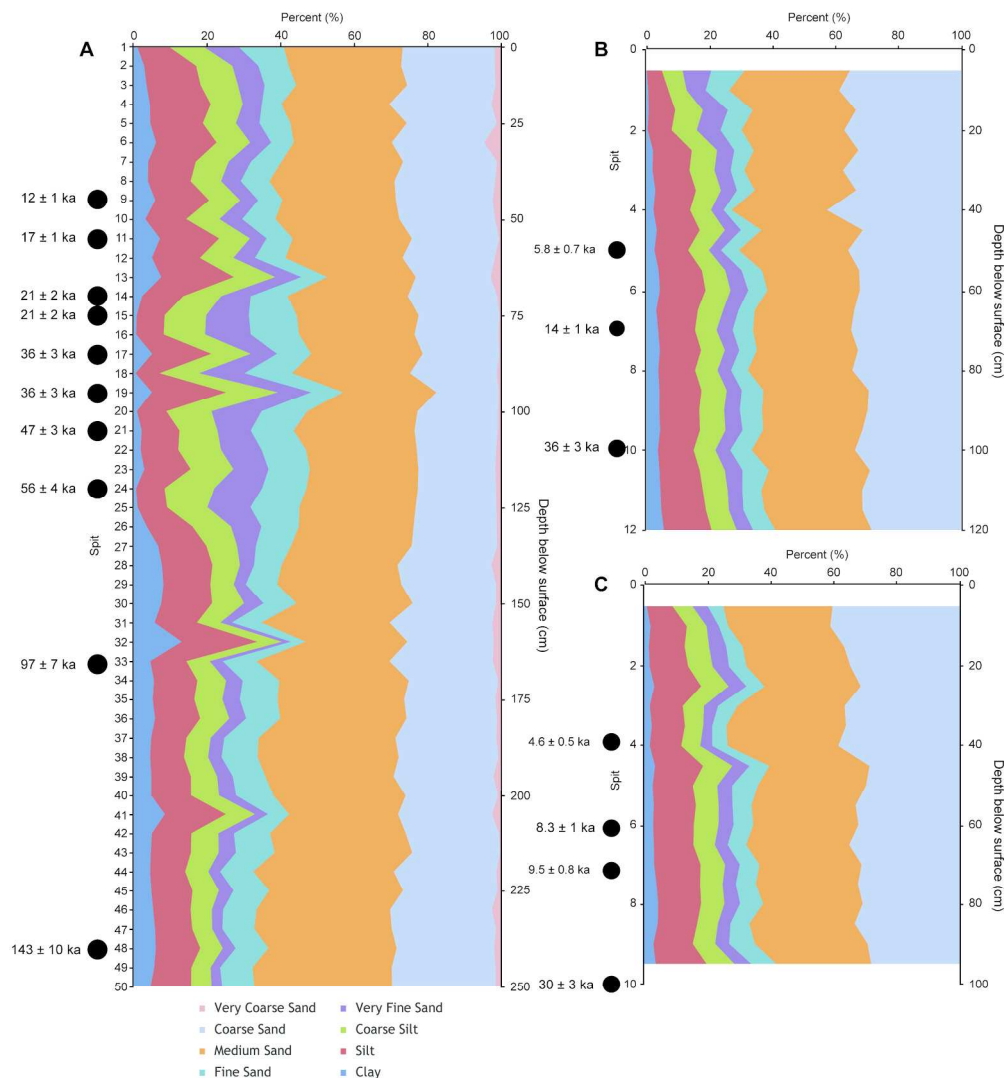 Percent (%)
A
0 20 40 60 80 100
1
2
3
4
5
6
7
8
9
10
11
12
13
14
15
16
17
18
19
20
21
22
23
24
25
26
27
28
29
30
31
32
33
34
35
36
37
38
39
40
41
42
43
44
45
46
47
48
49
50
Spit
12 ± 1 ka
17 ± 1 ka
21 ± 2 ka
21 ± 2 ka
36 ± 3 ka
36 ± 3 ka
47 ± 3 ka
56 ± 4 ka
97 ± 7 ka
143 ± 10 ka
0
25
50
75
100
125
150
175
200
225
250
Depth below surface (cm)
Percent (%)
B
0 20 40 60 80 100
0
2
4
6
8
10
12
Spit
5.8 ± 0.7 ka
14 ± 1 ka
36 ± 3 ka
0
20
40
60
80
100
120
Depth below surface (cm)
Percent (%)
C
0 20 40 60 80 100
0
2
4
6
8
10
Spit
4.6 ± 0.5 ka
8.3 ± 1 ka
9.5 ± 0.8 ka
30 ± 3 ka
0
20
40
60
80
100
Depth below surface (cm)
Very Coarse Sand
Coarse Sand
Medium Sand
Fine Sand
Very Fine Sand
Coarse Silt
Silt
Clay